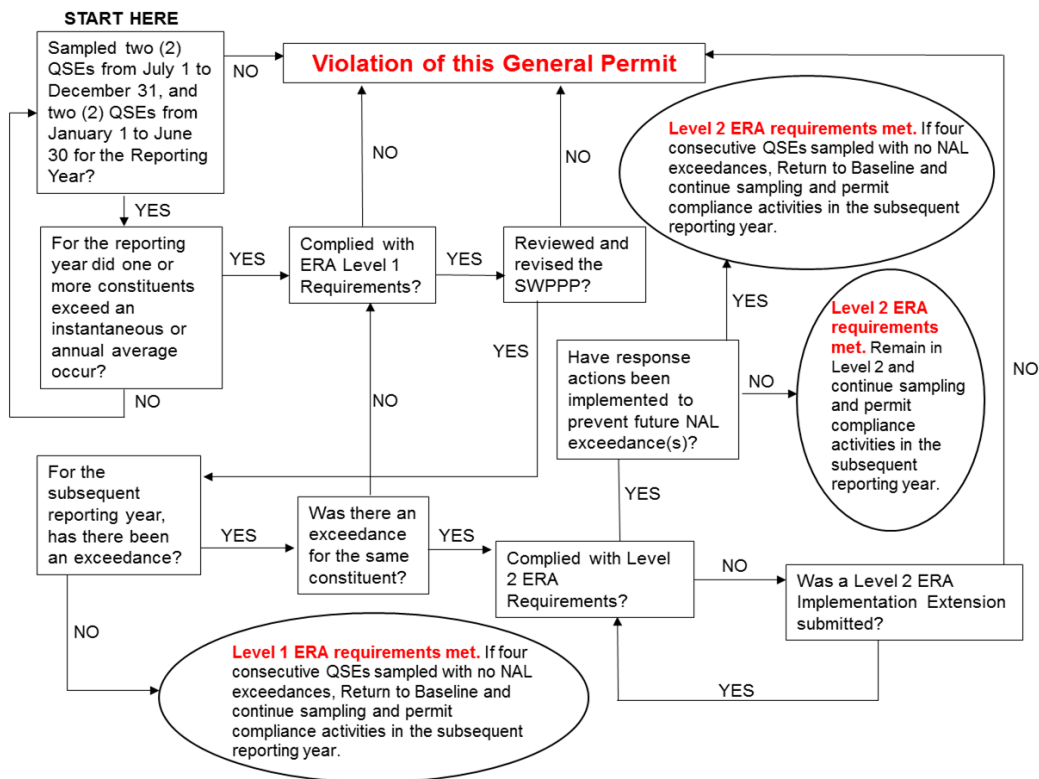 START HERE
Sampled two (2)
QSEs from July 1 to
December 31, and
two (2) QSEs from
January 1 to June
30 for the Reporting
Year?
NO
Violation of this General Permit
YES
NO
NO
Level 2 ERA requirements met. If four
consecutive QSEs sampled with no NAL
exceedances, Return to Baseline and
continue sampling and permit
compliance activities in the subsequent
reporting year.
For the reporting
year did one or
more constituents
exceed an
instantaneous or
annual average
occur?
YES
Complied with
ERA Level 1
Requirements?
YES
Reviewed and
revised the
SWPPP?
YES
NO
NO
YES
Have response
actions been
implemented to
prevent future NAL
exceedance(s)?
NO
Level 2 ERA
requirements
met. Remain in
Level 2 and
continue sampling
and permit
compliance
activities in the
subsequent
reporting year.
NO
For the
subsequent
reporting year,
has there been
an exceedance?
YES
Was there an
exceedance
for the same
constituent?
YES
YES
Complied with Level
2 ERA
Requirements?
NO
Was a Level 2 ERA
Implementation Extension
submitted?
NO
YES
Level 1 ERA requirements met. If four
consecutive QSEs sampled with no NAL
exceedances, Return to Baseline and
continue sampling and permit
compliance activities in the subsequent
reporting year.